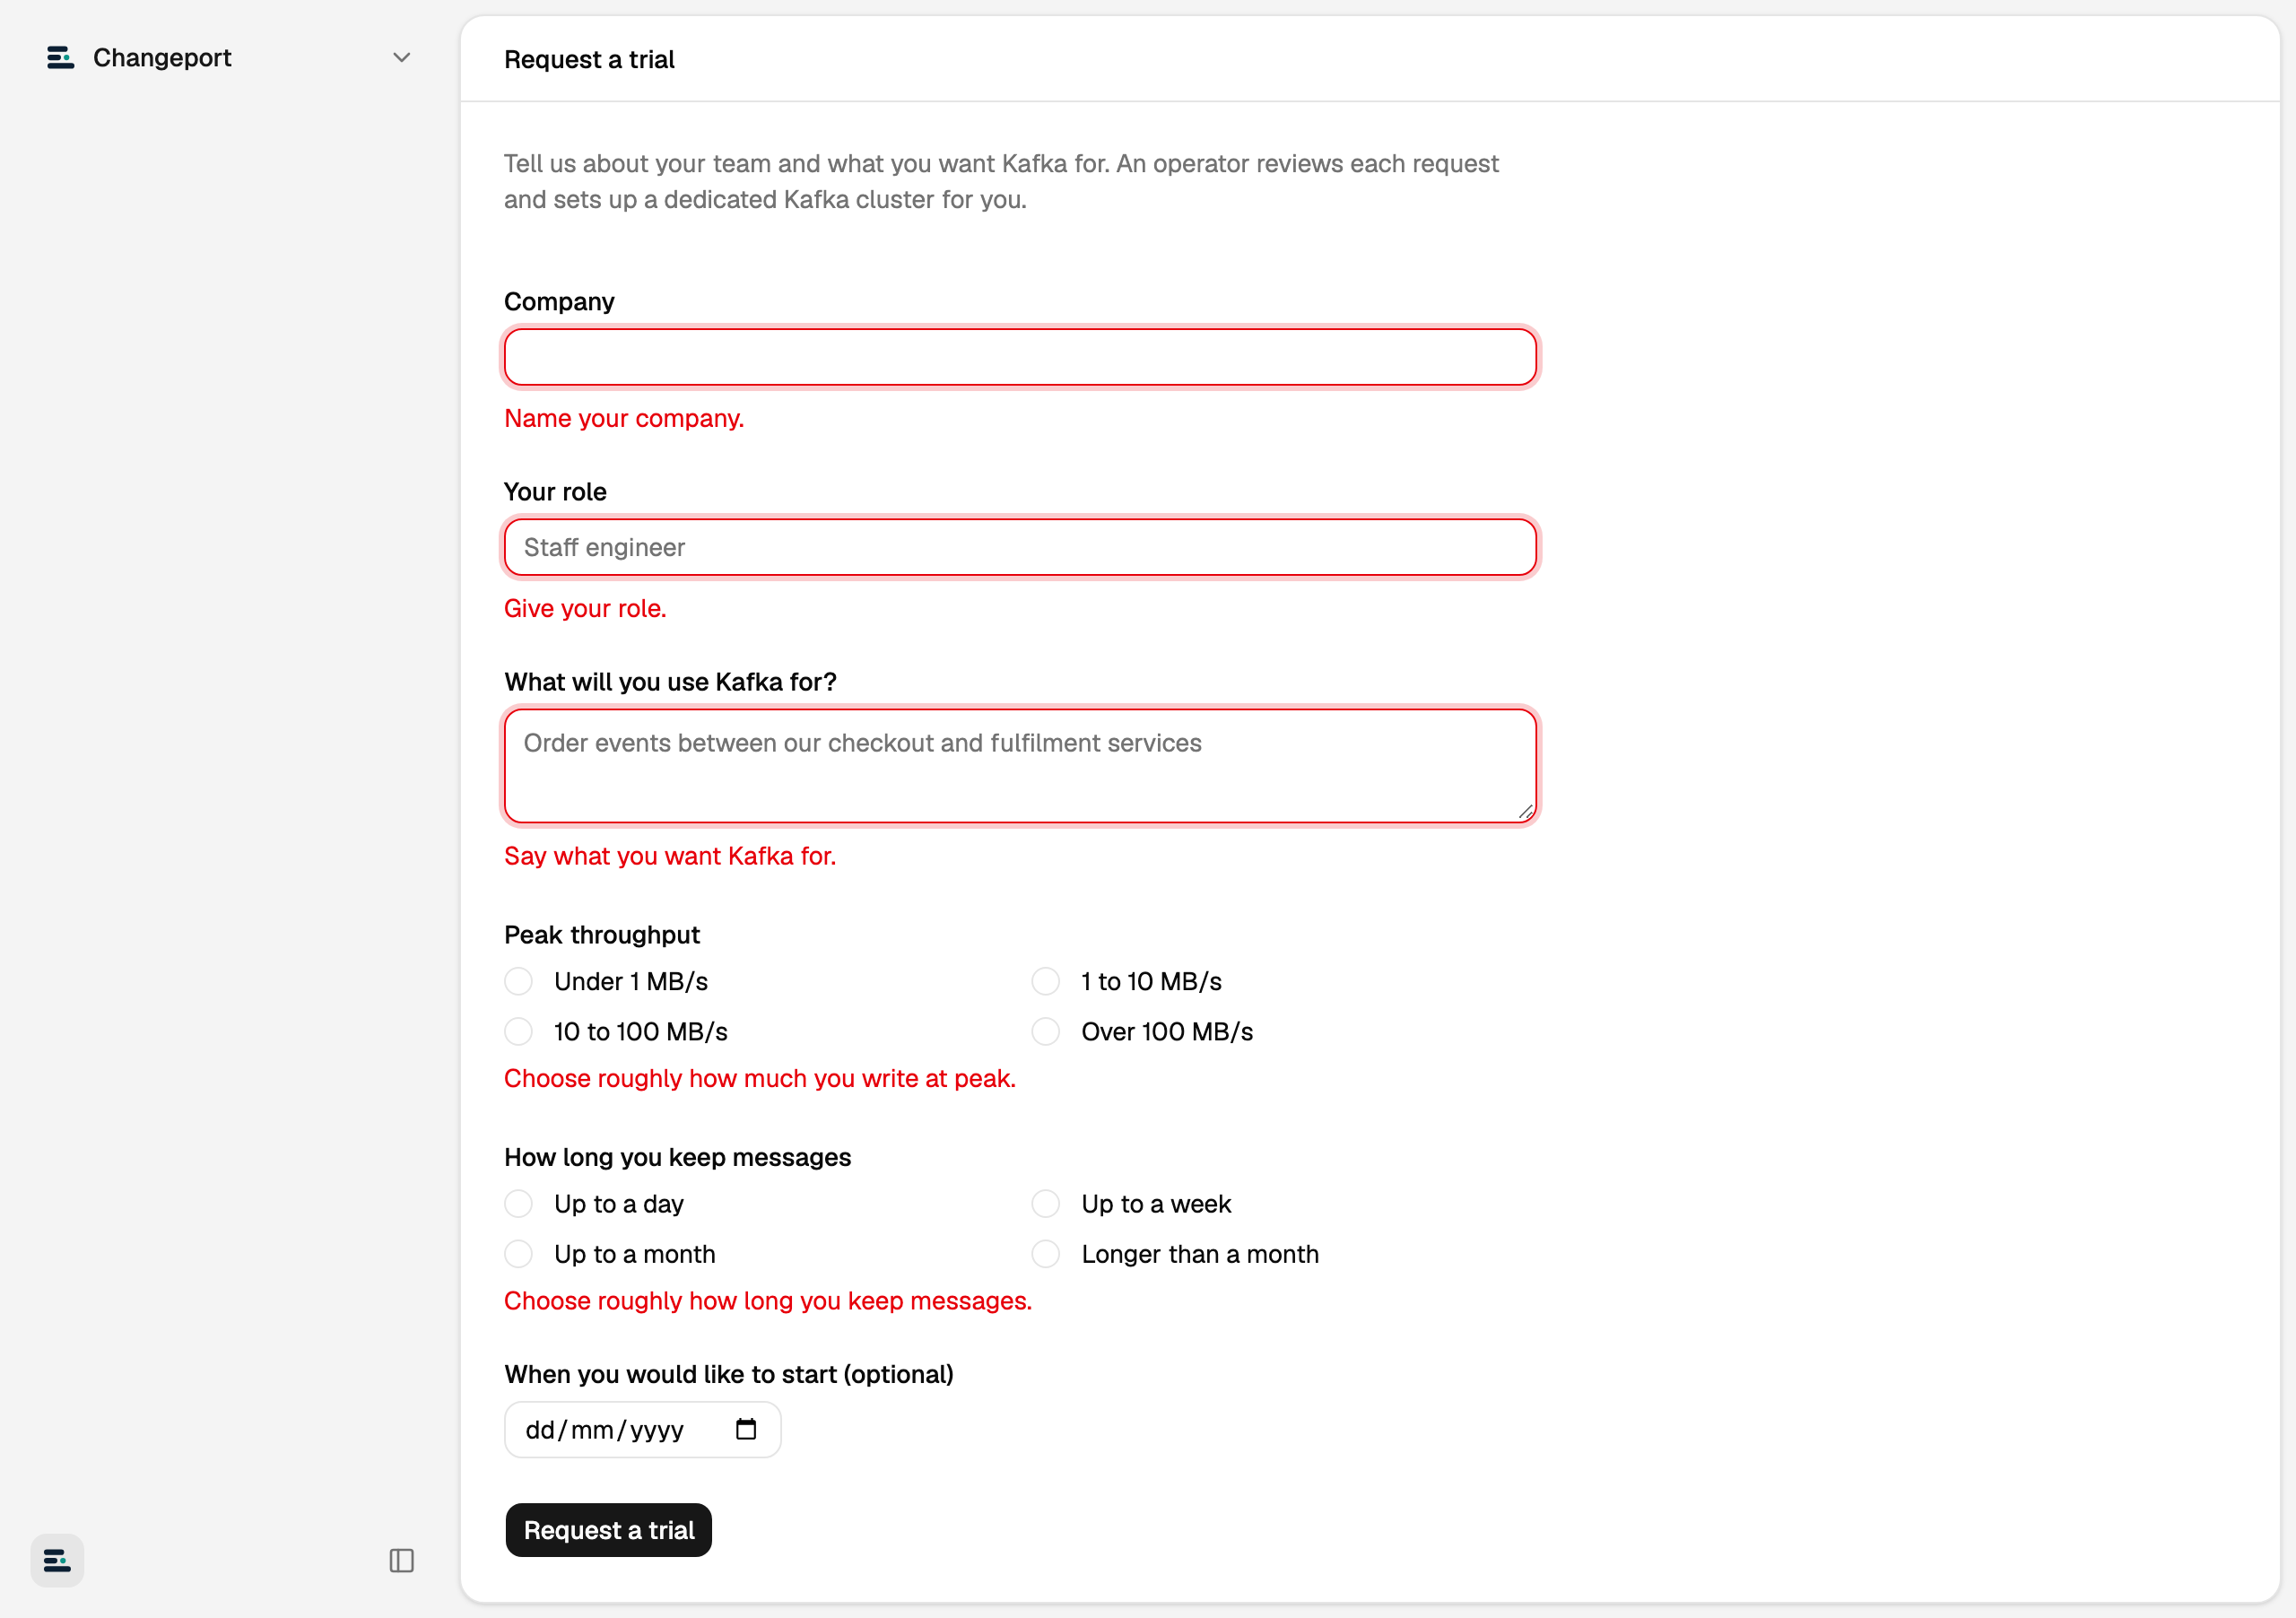 Changeport
Request a trial
Tell us about your team and what you want Kafka for. An operator reviews each request
and sets up a dedicated Kafka cluster for you.
Company
Name your company.
Your role
Staff engineer
Give your role.
What will you use Kafka for?
Order events between our checkout and fulfilment services
Say what you want Kafka for.
Peak throughput
Under 1 MB/s
1 to 10 MB/s
10 to 100 MB/s
Over 100 MB/s
Choose roughly how much you write at peak.
How long you keep messages
Up to a day
Up to a week
Up to a month
Longer than a month
Choose roughly how long you keep messages.
When you would like to start (optional)
dd/mm/yyyy
Request a trial